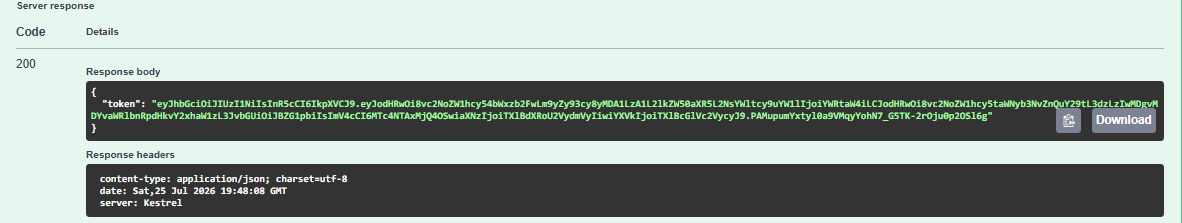 Server response
Code Details
200
Response body
{
"token": "eyJhbGciOiJIUzI1NiIsInR5cCI6IkpXVCJ9.eyJodHRwOi8vc2NoZW1hcy54bWxzb2FwLm9yZy93cy8yMDA1LzA1L2lkZW50aXR5L2NsYWltcy9uYW1lIjoiYWRtaW4iLCJodHRwOi8vc2NoZW1hcy5taWNyb3NvZnQuY29tL3dzLzIwMDgvM
DYvaWRlbnRpdHkvY2xhaW1zL3JvbGUiOiJBZG1pbiIsImV4cCI6MTc4NTAxMjQ4OSwiaXNzIjoiTXlBdXRoU2VydmVyIiwiYXVkIjoiTXlBcGlVc2VycyJ9.PAMupumYxtyl0a9VMqyYohN7_G5TK-2rOju0p2OSl6g"
}
Download
Response headers
content-type: application/json; charset=utf-8
date: Sat,25 Jul 2026 19:48:08 GMT
server: Kestrel